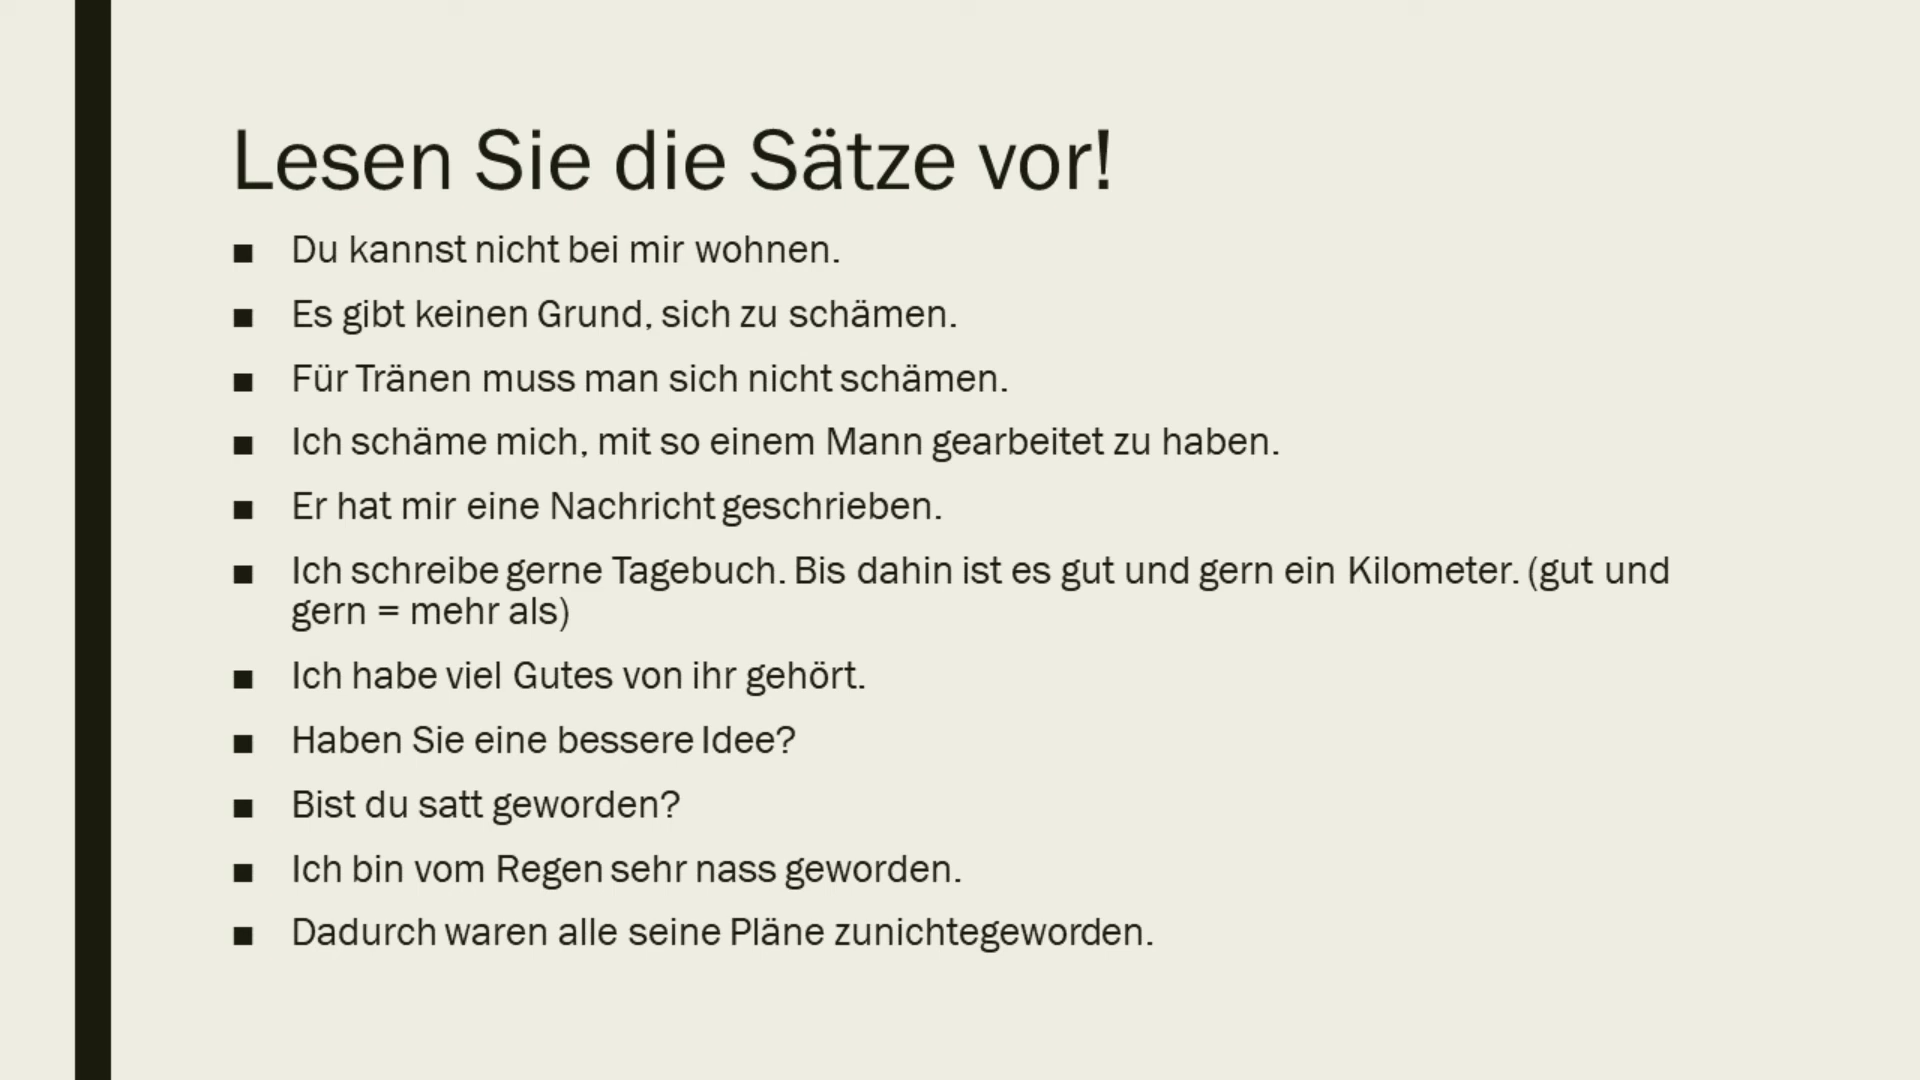 Lesen Sie die Sätze vor!
■ Du kannst nicht bei mir wohnen.
■ Es gibt keinen Grund, sich zu schämen.
■ Für Tränen muss man sich nicht schämen.
■ Ich schäme mich, mit so einem Mann gearbeitet zu haben.
■ Er hat mir eine Nachricht geschrieben.
■ Ich schreibe gerne Tagebuch. Bis dahin ist es gut und gern ein Kilometer. (gut und
gern = mehr als)
■ Ich habe viel Gutes von ihr gehört.
■ Haben Sie eine bessere Idee?
■ Bist du satt geworden?
■ Ich bin vom Regen sehr nass geworden.
■ Dadurch waren alle seine Pläne zunichtegeworden.